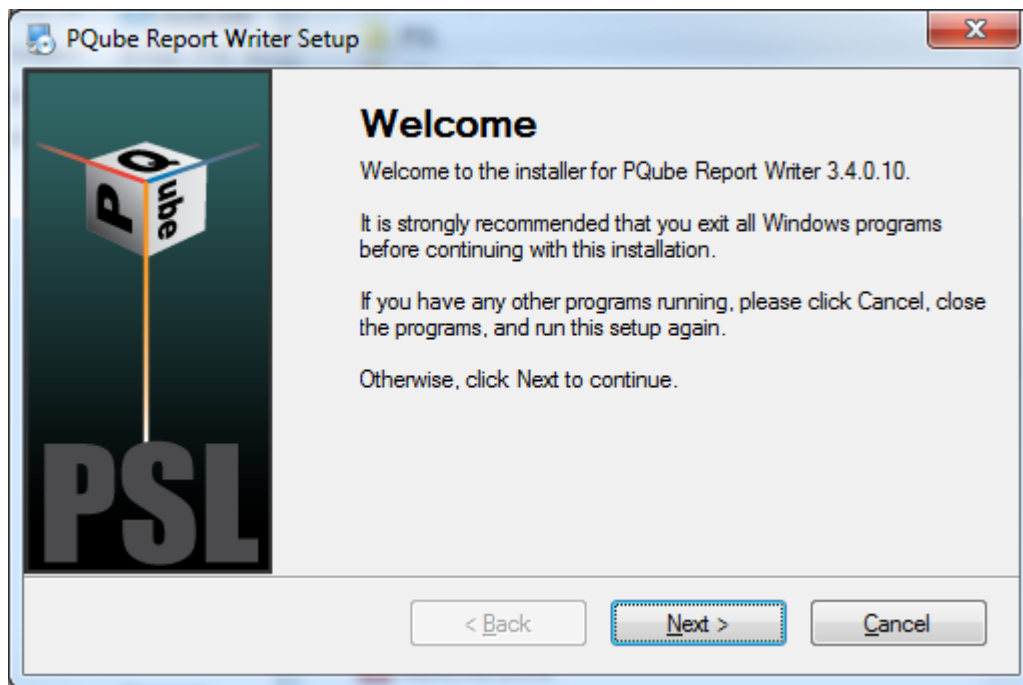 PQube Report Writer Setup
Welcome
Welcome to the installer for PQube Report Writer 3.4.0.10.
It is strongly recommended that you exit all Windows programs
before continuing with this installation.
If you have any other programs running, please click Cancel, close
the programs, and run this setup again.
Otherwise, click Next to continue.
P Qube
PSL
< Back
Next >
Cancel